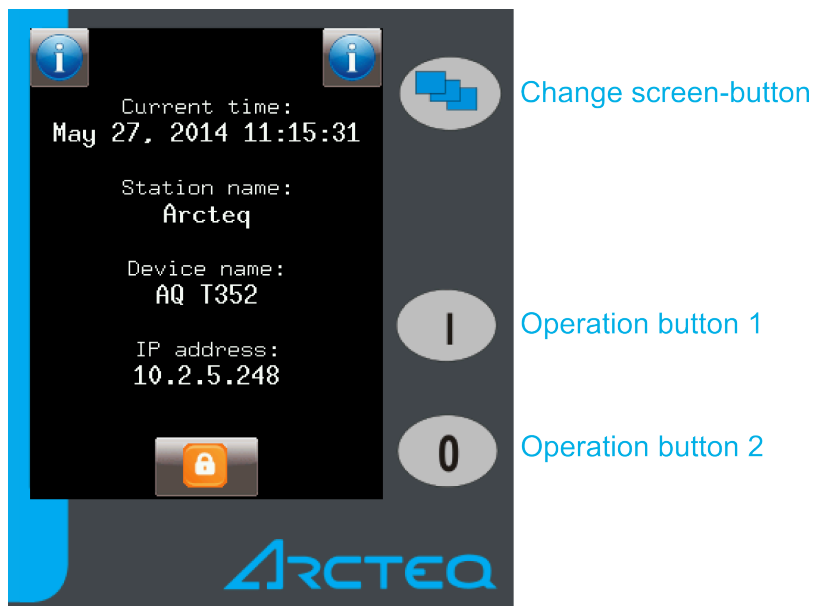 i
i
Change screen-button
Current time:
May 27, 2014 11:15:31
Station name:
Arcteq
Device name:
AQ T352
I
Operation button 1
IP address:
10.2.5.248
0
Operation button 2
ARCTEQ